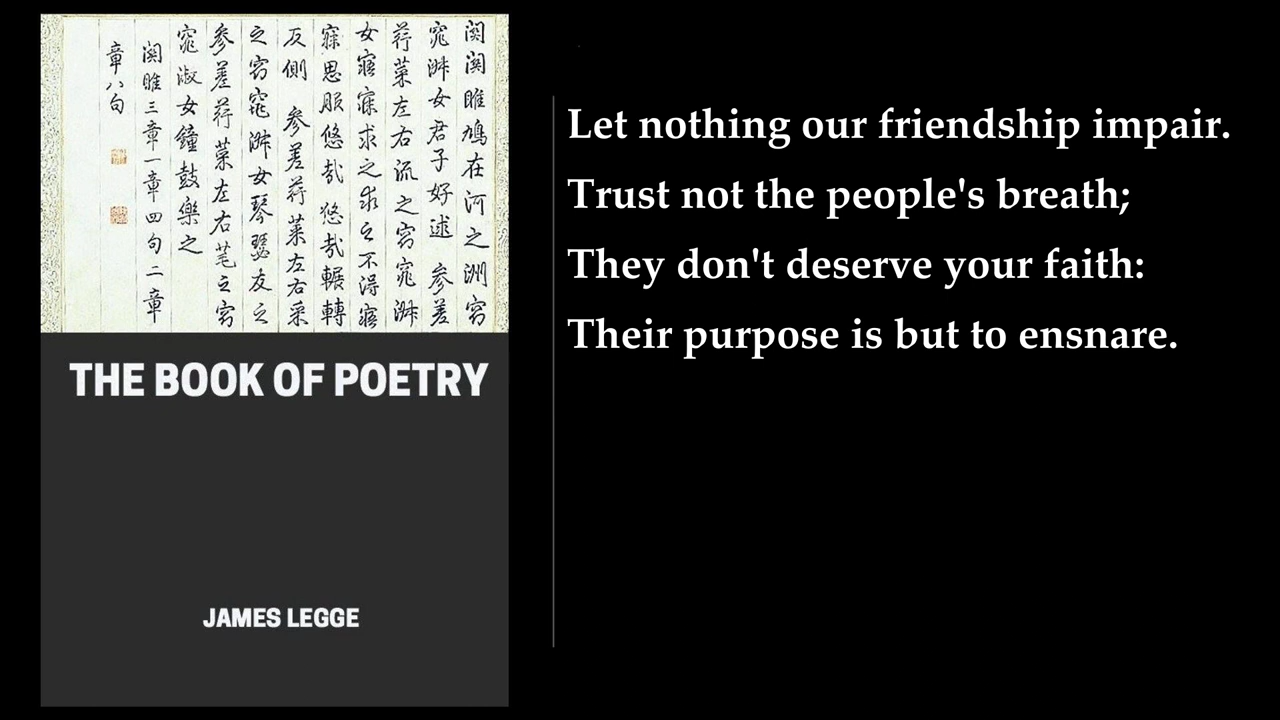 關關雎鳩在河之洲窈
窕淑女君子好逑 參差
荇菜左右流之窈窕淑
女寤寐求之求之不得寤
寐思服悠哉悠哉輾轉
反側 參差荇菜左右采
之窈窕淑女琴瑟友之
參差荇菜左右芼之窈
窕淑女鐘鼓樂之
關雎三章一章四句二章
章八句
THE BOOK OF POETRY
JAMES LEGGE
Let nothing our friendship impair.
Trust not the people's breath;
They don't deserve your faith:
Their purpose is but to ensnare.